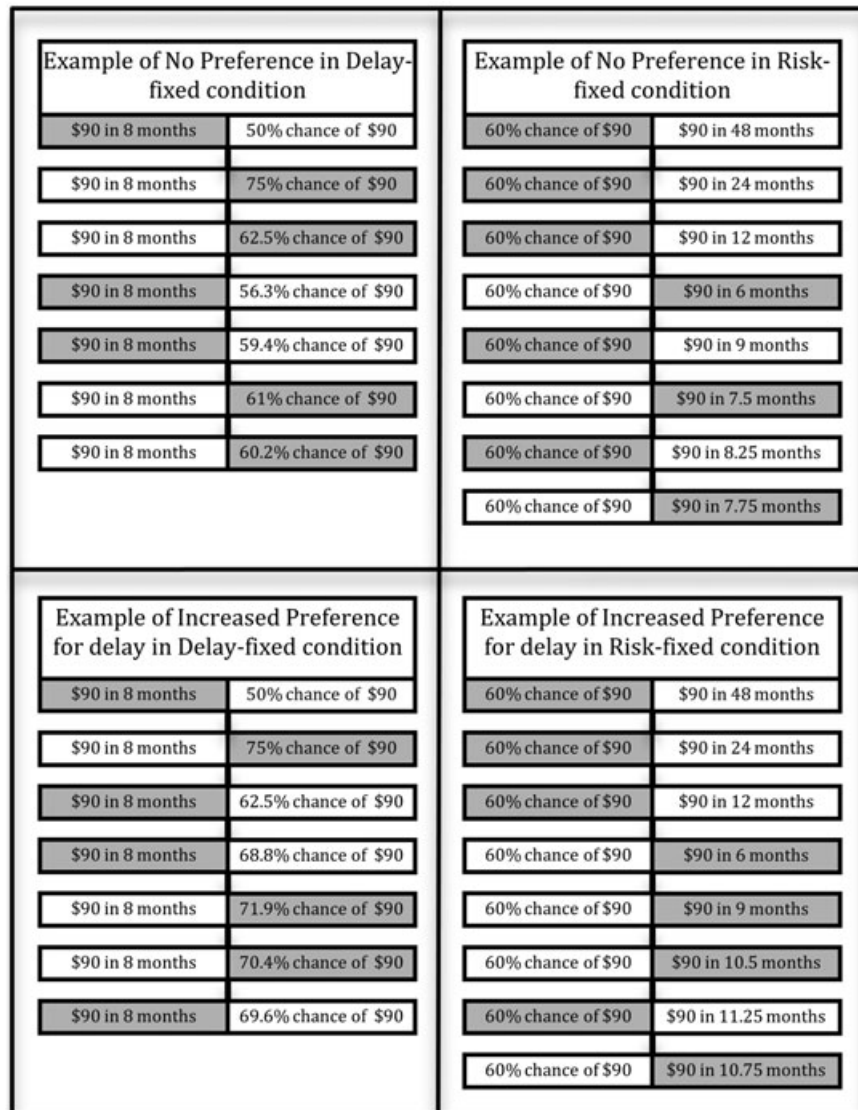 Example of No Preference in Delay-
fixed condition
$90 in 8 months 50% chance of $90
$90 in 8 months 75% chance of $90
$90 in 8 months 62.5% chance of $90
$90 in 8 months 56.3% chance of $90
$90 in 8 months 59.4% chance of $90
$90 in 8 months 61% chance of $90
$90 in 8 months 60.2% chance of $90
Example of No Preference in Risk-
fixed condition
60% chance of $90 $90 in 48 months
60% chance of $90 $90 in 24 months
60% chance of $90 $90 in 12 months
60% chance of $90 $90 in 6 months
60% chance of $90 $90 in 9 months
60% chance of $90 $90 in 7.5 months
60% chance of $90 $90 in 8.25 months
60% chance of $90 $90 in 7.75 months
Example of Increased Preference
for delay in Delay-fixed condition
$90 in 8 months 50% chance of $90
$90 in 8 months 75% chance of $90
$90 in 8 months 62.5% chance of $90
$90 in 8 months 68.8% chance of $90
$90 in 8 months 71.9% chance of $90
$90 in 8 months 70.4% chance of $90
$90 in 8 months 69.6% chance of $90
Example of Increased Preference
for delay in Risk-fixed condition
60% chance of $90 $90 in 48 months
60% chance of $90 $90 in 24 months
60% chance of $90 $90 in 12 months
60% chance of $90 $90 in 6 months
60% chance of $90 $90 in 9 months
60% chance of $90 $90 in 10.5 months
60% chance of $90 $90 in 11.25 months
60% chance of $90 $90 in 10.75 months